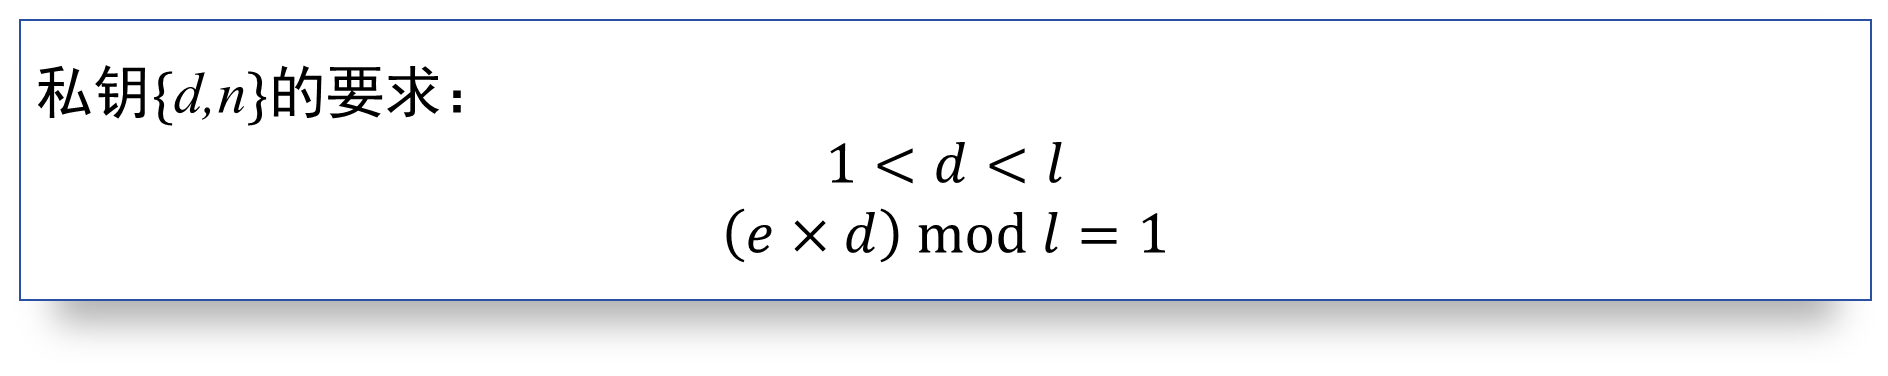 私钥{d,n}的要求：
1 < d < l
(e × d) mod l = 1